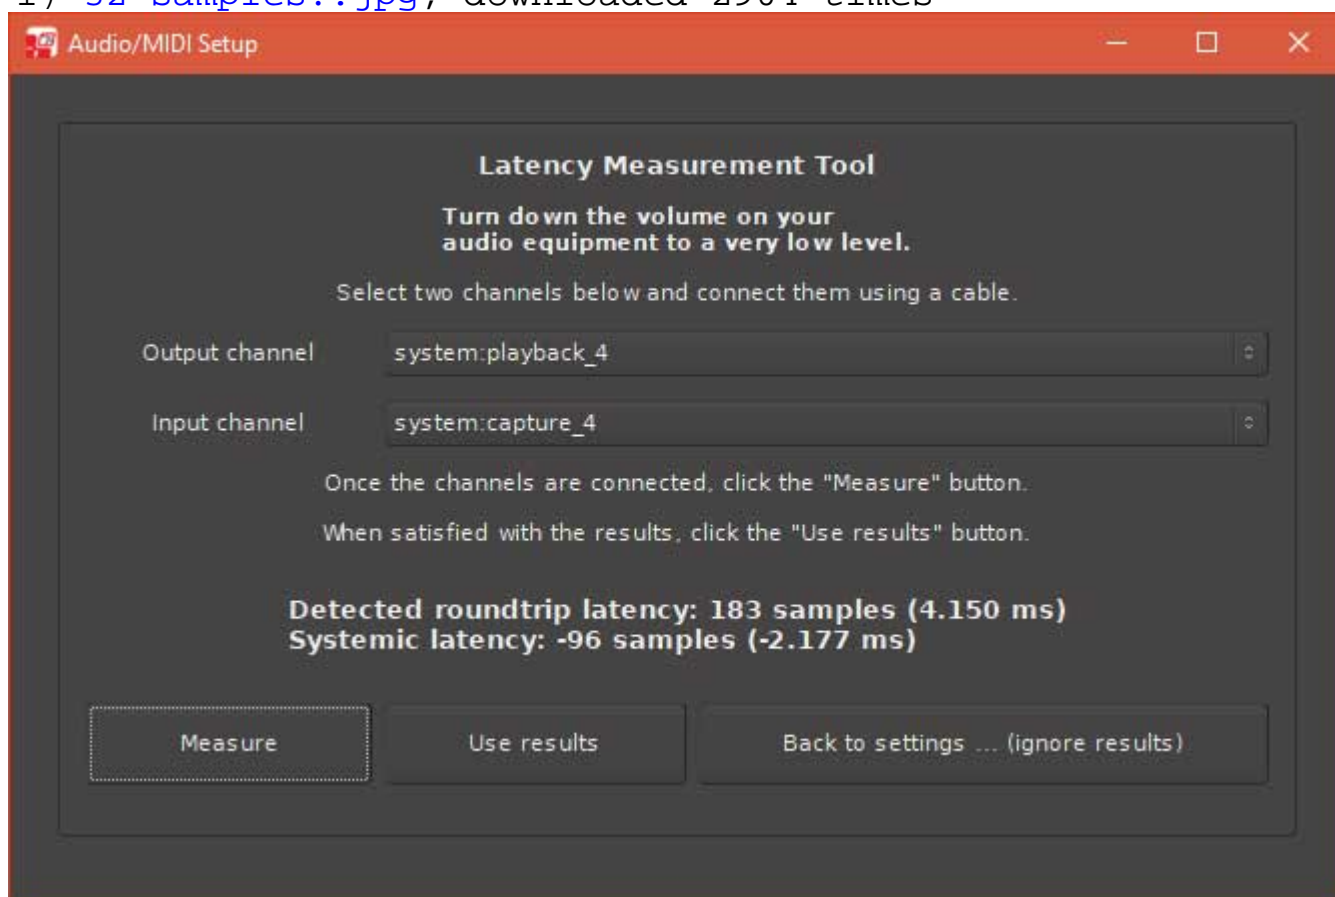 samples..jpg, downloaded times
Audio/MIDI Setup
Latency Measurement Tool
Turn down the volume on your
audio equipment to a very low level.
Select two channels below and connect them using a cable.
Output channel system:playback_4
Input channel system:capture_4
Once the channels are connected, click the "Measure" button.
When satisfied with the results, click the "Use results" button.
Detected roundtrip latency: 183 samples (4.150 ms)
Systemic latency: -96 samples (-2.177 ms)
Measure Use results Back to settings ... (ignore results)